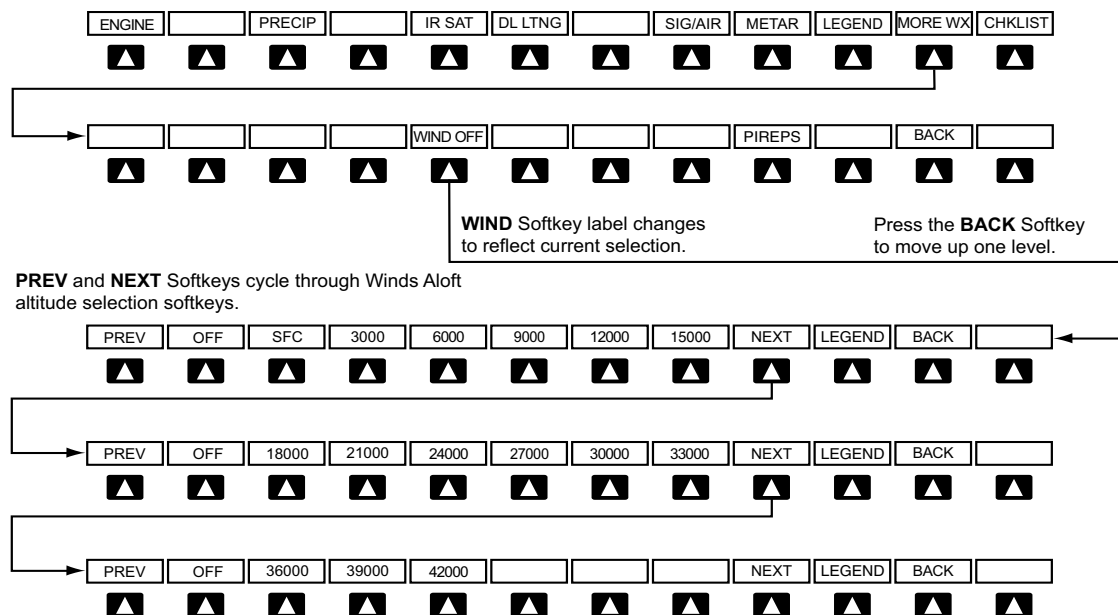 ENGINE PRECIP IR SAT DL LTNG SIG/AIR METAR LEGEND MORE WX CHKLIST
WIND OFF PIREPS BACK
WIND Softkey label changes
to reflect current selection.
Press the BACK Softkey
to move up one level.
PREV and NEXT Softkeys cycle through Winds Aloft
altitude selection softkeys.
PREV OFF SFC 3000 6000 9000 12000 15000 NEXT LEGEND BACK
PREV OFF 18000 21000 24000 27000 30000 33000 NEXT LEGEND BACK
PREV OFF 36000 39000 42000 NEXT LEGEND BACK